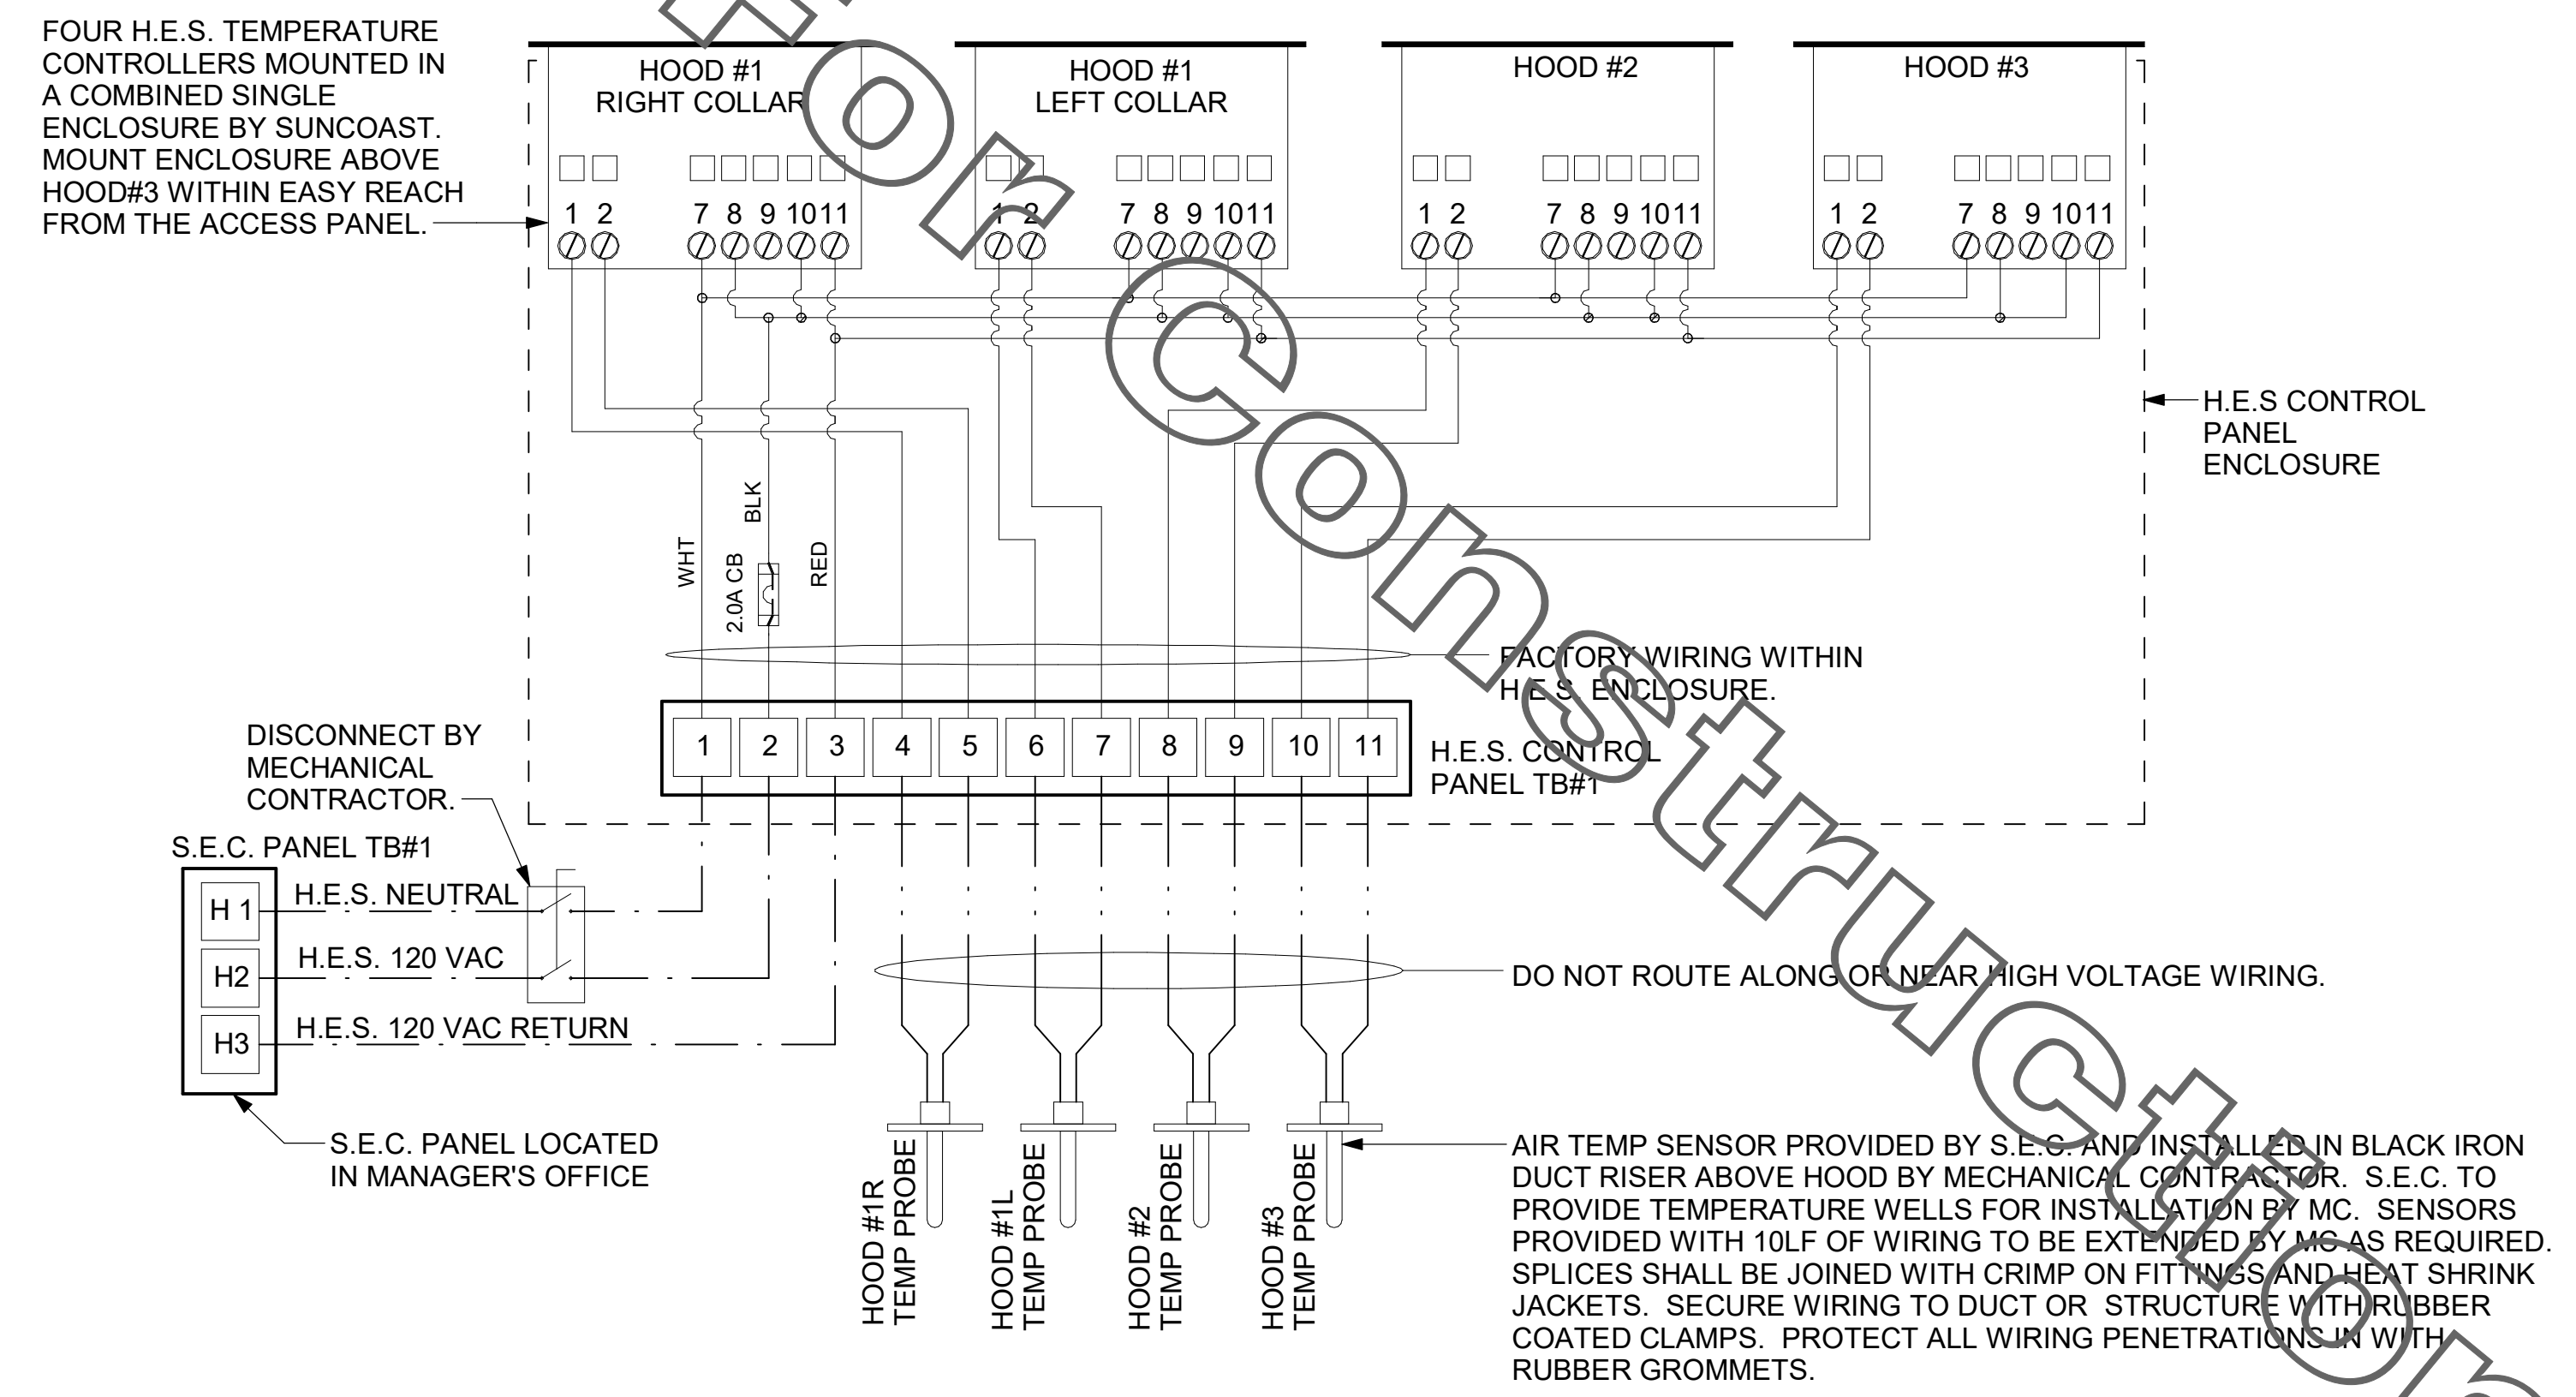 FOUR H.E.S. TEMPERATURE
CONTROLLERS MOUNTED IN
A COMBINED SINGLE
ENCLOSURE BY SUNCOAST.
MOUNT ENCLOSURE ABOVE
HOOD#3 WITHIN EASY REACH
FROM THE ACCESS PANEL.
HOOD #1
RIGHT COLLAR
1 2 7 8 9 10 11
HOOD #1
LEFT COLLAR
1 2 7 8 9 10 11
HOOD #2
1 2 7 8 9 10 11
HOOD #3
1 2 7 8 9 10 11
H.E.S CONTROL
PANEL
ENCLOSURE
WHT
2.0A CB
BLK
RED
FACTORY WIRING WITHIN
H.E.S. ENCLOSURE.
1 2 3 4 5 6 7 8 9 10 11
H.E.S. CONTROL
PANEL TB#1
DISCONNECT BY
MECHANICAL
CONTRACTOR.
S.E.C. PANEL TB#1
H 1
H.E.S. NEUTRAL
H2
H.E.S. 120 VAC
H3
H.E.S. 120 VAC RETURN
S.E.C. PANEL LOCATED
IN MANAGER'S OFFICE
DO NOT ROUTE ALONG OR NEAR HIGH VOLTAGE WIRING.
HOOD #1R
TEMP PROBE
HOOD #1L
TEMP PROBE
HOOD #2
TEMP PROBE
HOOD #3
TEMP PROBE
AIR TEMP SENSOR PROVIDED BY S.E.C. AND INSTALLED IN BLACK IRON
DUCT RISER ABOVE HOOD BY MECHANICAL CONTRACTOR. S.E.C. TO
PROVIDE TEMPERATURE WELLS FOR INSTALLATION BY MC. SENSORS
PROVIDED WITH 10LF OF WIRING TO BE EXTENDED BY MC AS REQUIRED.
SPLICES SHALL BE JOINED WITH CRIMP ON FITTINGS AND HEAT SHRINK
JACKETS. SECURE WIRING TO DUCT OR STRUCTURE WITH RUBBER
COATED CLAMPS. PROTECT ALL WIRING PENETRATIONS IN WITH
RUBBER GROMMETS.
For Construction